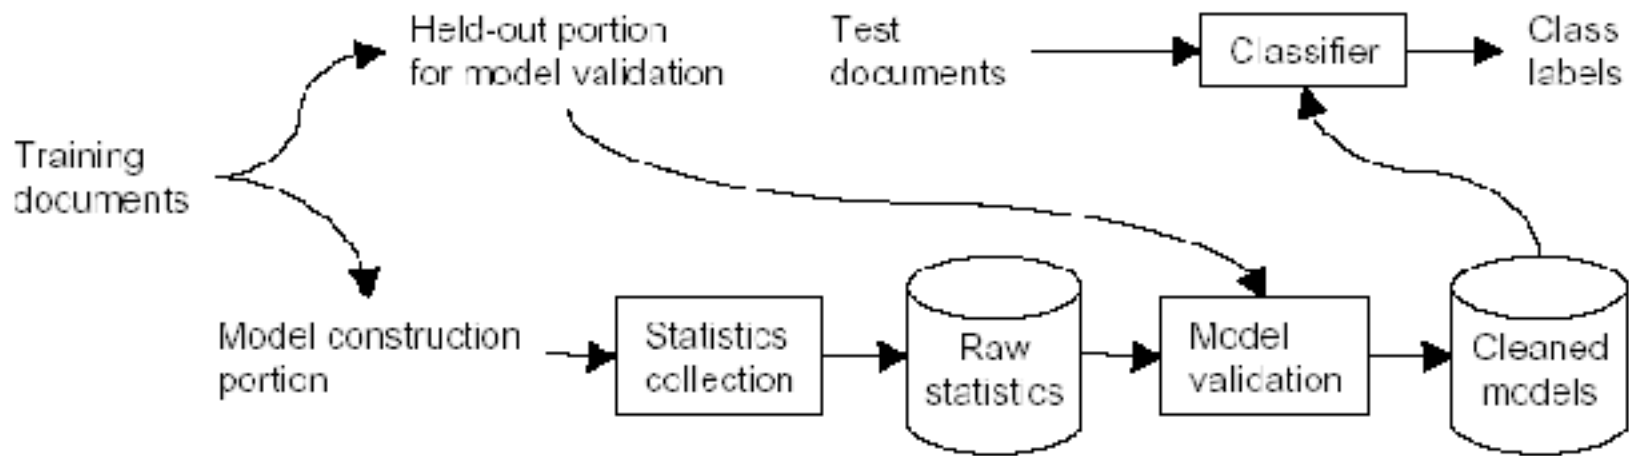 Held-out portion
for model validation
Test
documents
Classifier
Class
labels
Training
documents
Model construction
portion
Statistics
collection
Raw
statistics
Model
validation
Cleaned
models